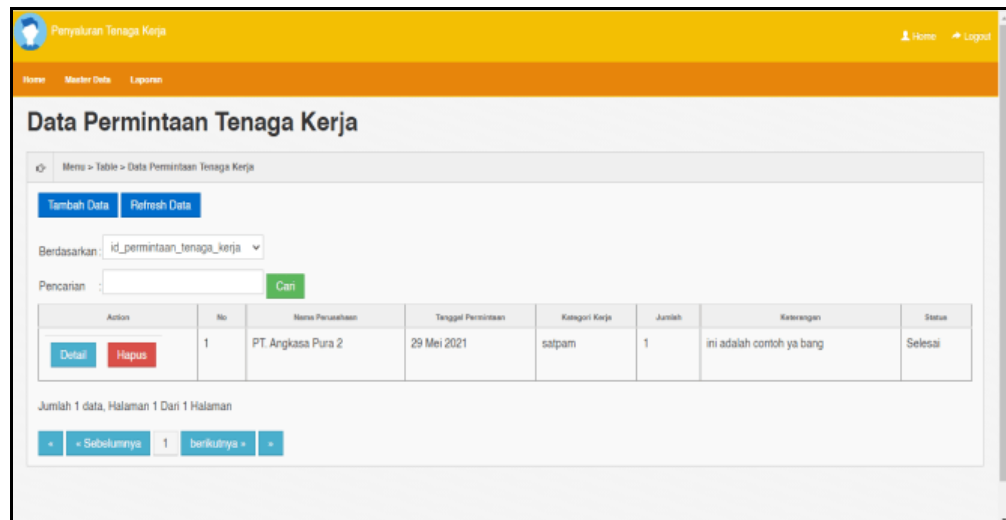 Penyaluran Tenaga Kerja
Home Logout
Home Master Data Laporan
Data Permintaan Tenaga Kerja
Menu > Table > Data Permintaan Tenaga Kerja
Tambah Data Refresh Data
Berdasarkan : id_permintaan_tenaga_kerja
Pencarian :
Cari
Action No Nama Perusahaan Tanggal Permintaan Kategori Kerja Jumlah Keterangan Status
Detail Hapus 1 PT. Angkasa Pura 2 29 Mei 2021 satpam 1 ini adalah contoh ya bang Selesai
Jumlah 1 data, Halaman 1 Dari 1 Halaman
« « Sebelumnya 1 berikutnya » »